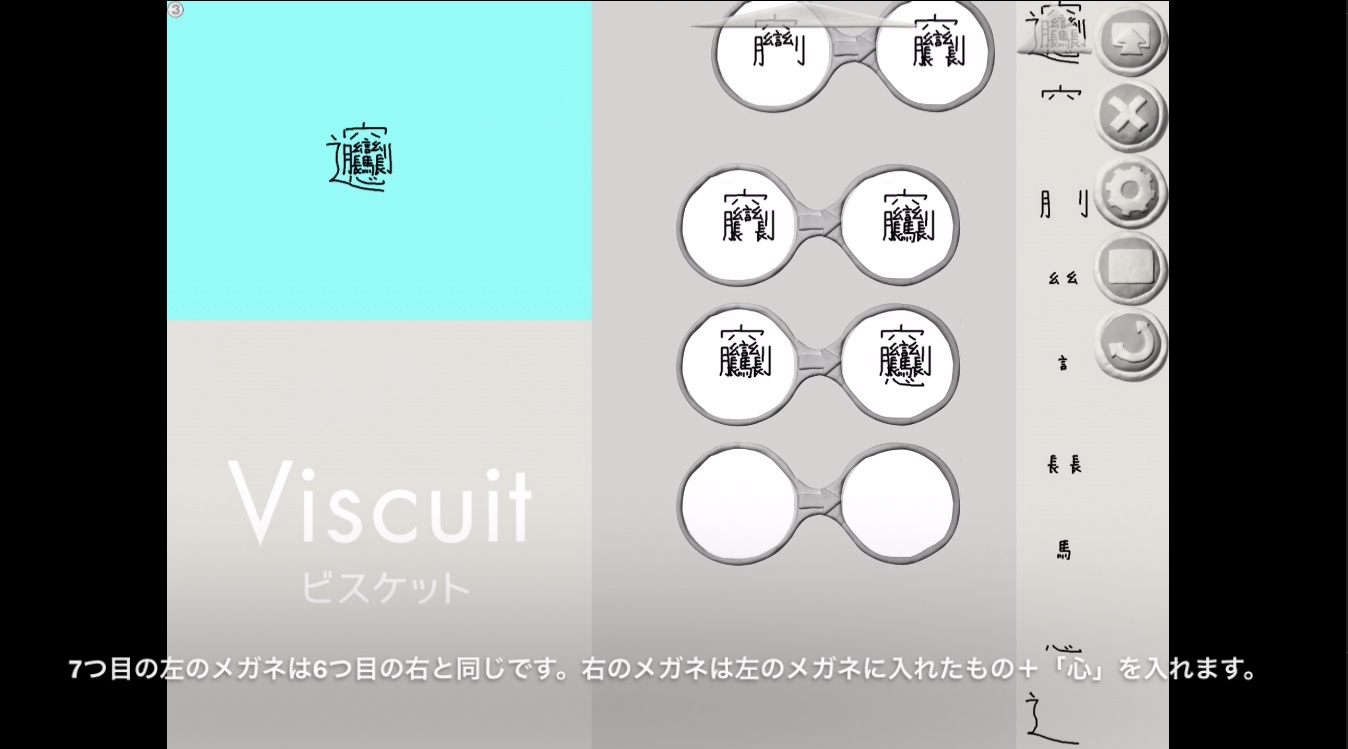 ③
Viscuit
ビスケット
穴
月 刂
幺 幺
言
長 長
馬
心
辶
7つ目の左のメガネは6つ目の右と同じです。右のメガネは左のメガネに入れたもの＋「心」を入れます。